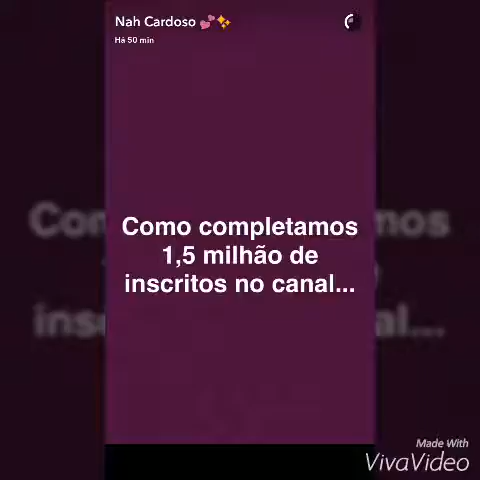 Nah Cardoso 💕✨
Há 50 min
Como completamos
1,5 milhão de
inscritos no canal...
Made With
VivaVideo